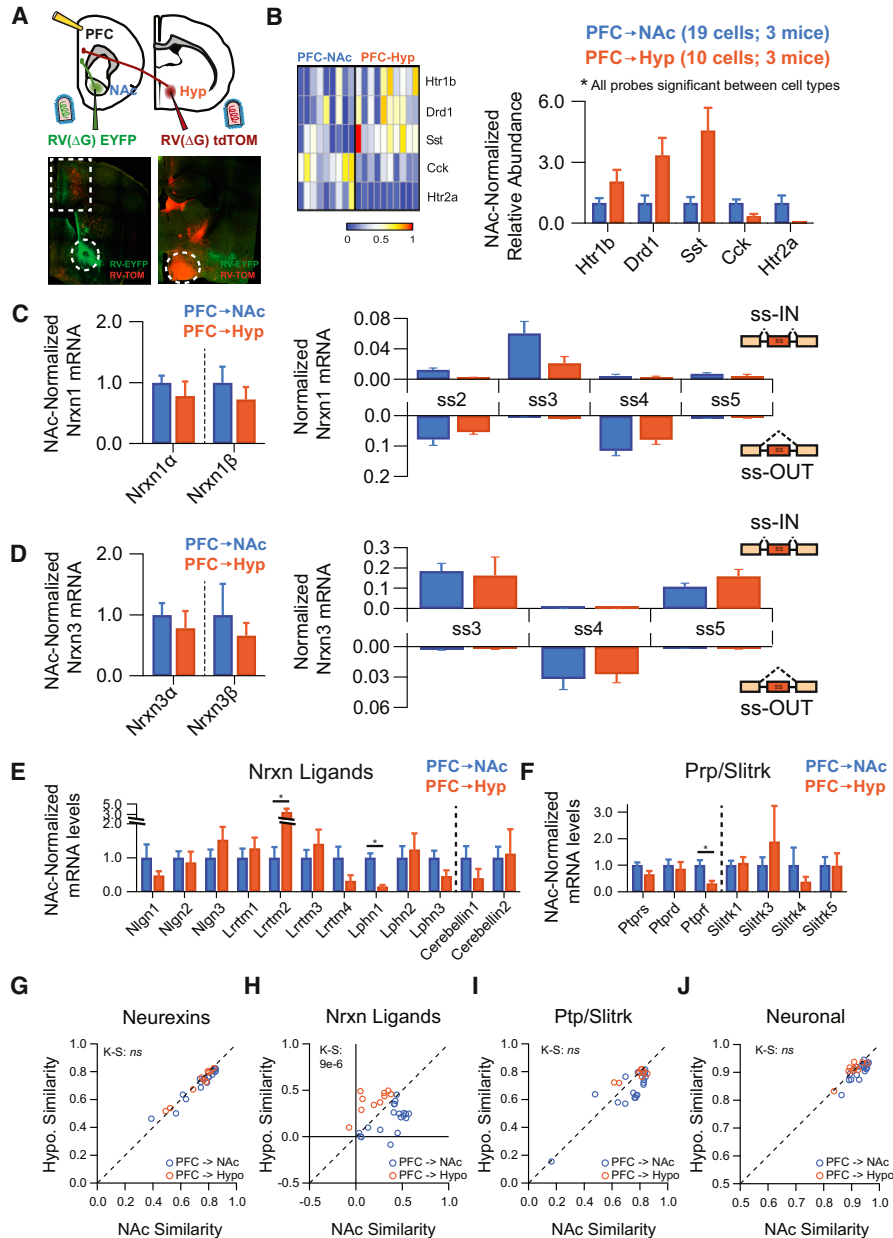 A
PFC
NAc
Hyp
RV(ΔG) EYFP
RV(ΔG) tdTOM
RV-EYFP
RV-TOM
RV-EYFP
RV-TOM
B
PFC-NAc PFC-Hyp
Htr1b
Drd1
Sst
Cck
Htr2a
0 0.5 1
PFC→NAc (19 cells; 3 mice)
PFC→Hyp (10 cells; 3 mice)
* All probes significant between cell types
NAc-Normalized
Relative Abundance
6.0
3.0
0
Htr1b Drd1 Sst Cck Htr2a
C
PFC→NAc
PFC→Hyp
NAc-Normalized
Nrxn1 mRNA
2.0
1.0
0.0
Nrxn1α Nrxn1β
Normalized
Nrxn1 mRNA
0.08
0.04
0.00
ss2 ss3 ss4 ss5
0.0
0.1
0.2
ss-IN
ss
ss
ss-OUT
D
PFC→NAc
PFC→Hyp
NAc-Normalized
Nrxn3 mRNA
2.0
1.0
0.0
Nrxn3α Nrxn3β
Normalized
Nrxn3 mRNA
0.3
0.2
0.1
0.0
ss3 ss4 ss5
0.00
0.03
0.06
ss-IN
ss
ss
ss-OUT
E
Nrxn Ligands
PFC→NAc
PFC→Hyp
NAc-Normalized
mRNA levels
5.0
3.0
2.0
1.0
0.0
*
*
Nlgn1 Nlgn2 Nlgn3 Lrrtm1 Lrrtm2 Lrrtm3 Lrrtm4 Lphn1 Lphn2 Lphn3 Cerebellin1 Cerebellin2
F
Prp/Slitrk
PFC→NAc
PFC→Hyp
NAc-Normalized
mRNA levels
3.0
2.0
1.0
0.0
*
Ptprs Ptprd Ptprf Slitrk1 Slitrk3 Slitrk4 Slitrk5
G
Neurexins
K-S: ns
Hypo. Similarity
1.0
0.8
0.6
0.4
0.2
0.0
PFC -> NAc
PFC -> Hypo
0.0 0.2 0.4 0.6 0.8 1.0
NAc Similarity
H
Nrxn Ligands
K-S:
9e-6
Hypo. Similarity
1.0
0.5
0.0
-0.5
PFC -> NAc
PFC -> Hypo
-0.5 0.0 0.5 1.0
NAc Similarity
I
Ptp/Slitrk
K-S: ns
Hypo. Similarity
1.0
0.8
0.6
0.4
0.2
0.0
PFC -> NAc
PFC -> Hypo
0.0 0.2 0.4 0.6 0.8 1.0
NAc Similarity
J
Neuronal
K-S: ns
Hypo. Similarity
1.0
0.9
0.8
0.7
0.6
0.5
PFC -> NAc
PFC -> Hypo
0.5 0.6 0.7 0.8 0.9 1.0
NAc Similarity